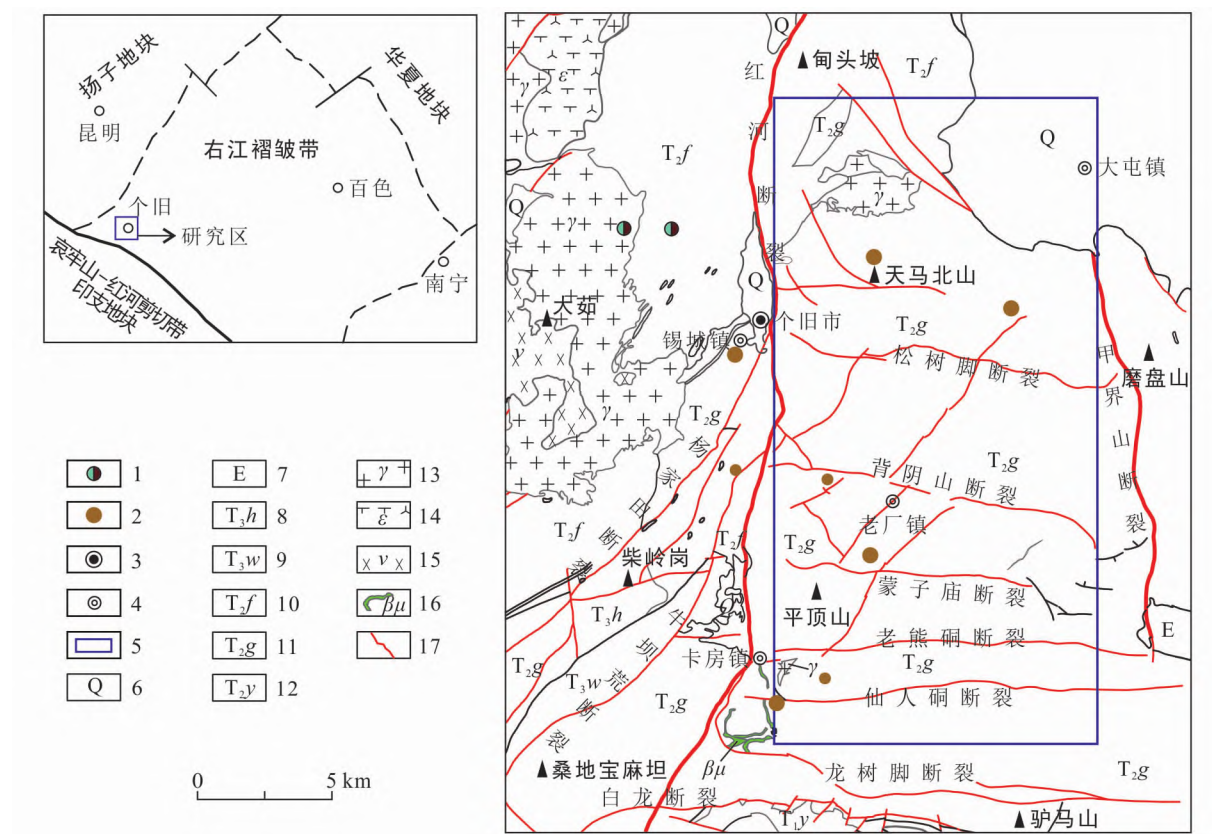 扬子地块
华夏地块
昆明
右江褶皱带
百色
个旧
研究区
南宁
哀牢山-红河剪切带
印支地块
1
2
3
4
5
Q 6
E 7
T₃h 8
T₃w 9
T₂f 10
T₂g 11
T₂y 12
γ 13
ε 14
ν 15
βμ 16
17
0 5 km
Q
甸头坡
T₂f
ε
γ
红河断裂
T₂g
T₂f
Q
大屯镇
γ
Q
γ
天马北山
Q
大茹
个旧市
T₂g
锡城镇
ν
松树脚断裂
甲界山断裂
磨盘山
γ
T₂g
杨家田断裂
T₂g
背阴山断裂
老厂镇
T₂f
T₂f
T₂g
柴岭岗
蒙子庙断裂
平顶山
T₃h
牛坝荒断裂
E
老熊硐断裂
卡房镇
T₂g
γ
T₂g
T₃w
T₂g
仙人硐断裂
桑地宝麻坦
βμ
龙树脚断裂
T₂g
白龙断裂
T₁y
驴马山